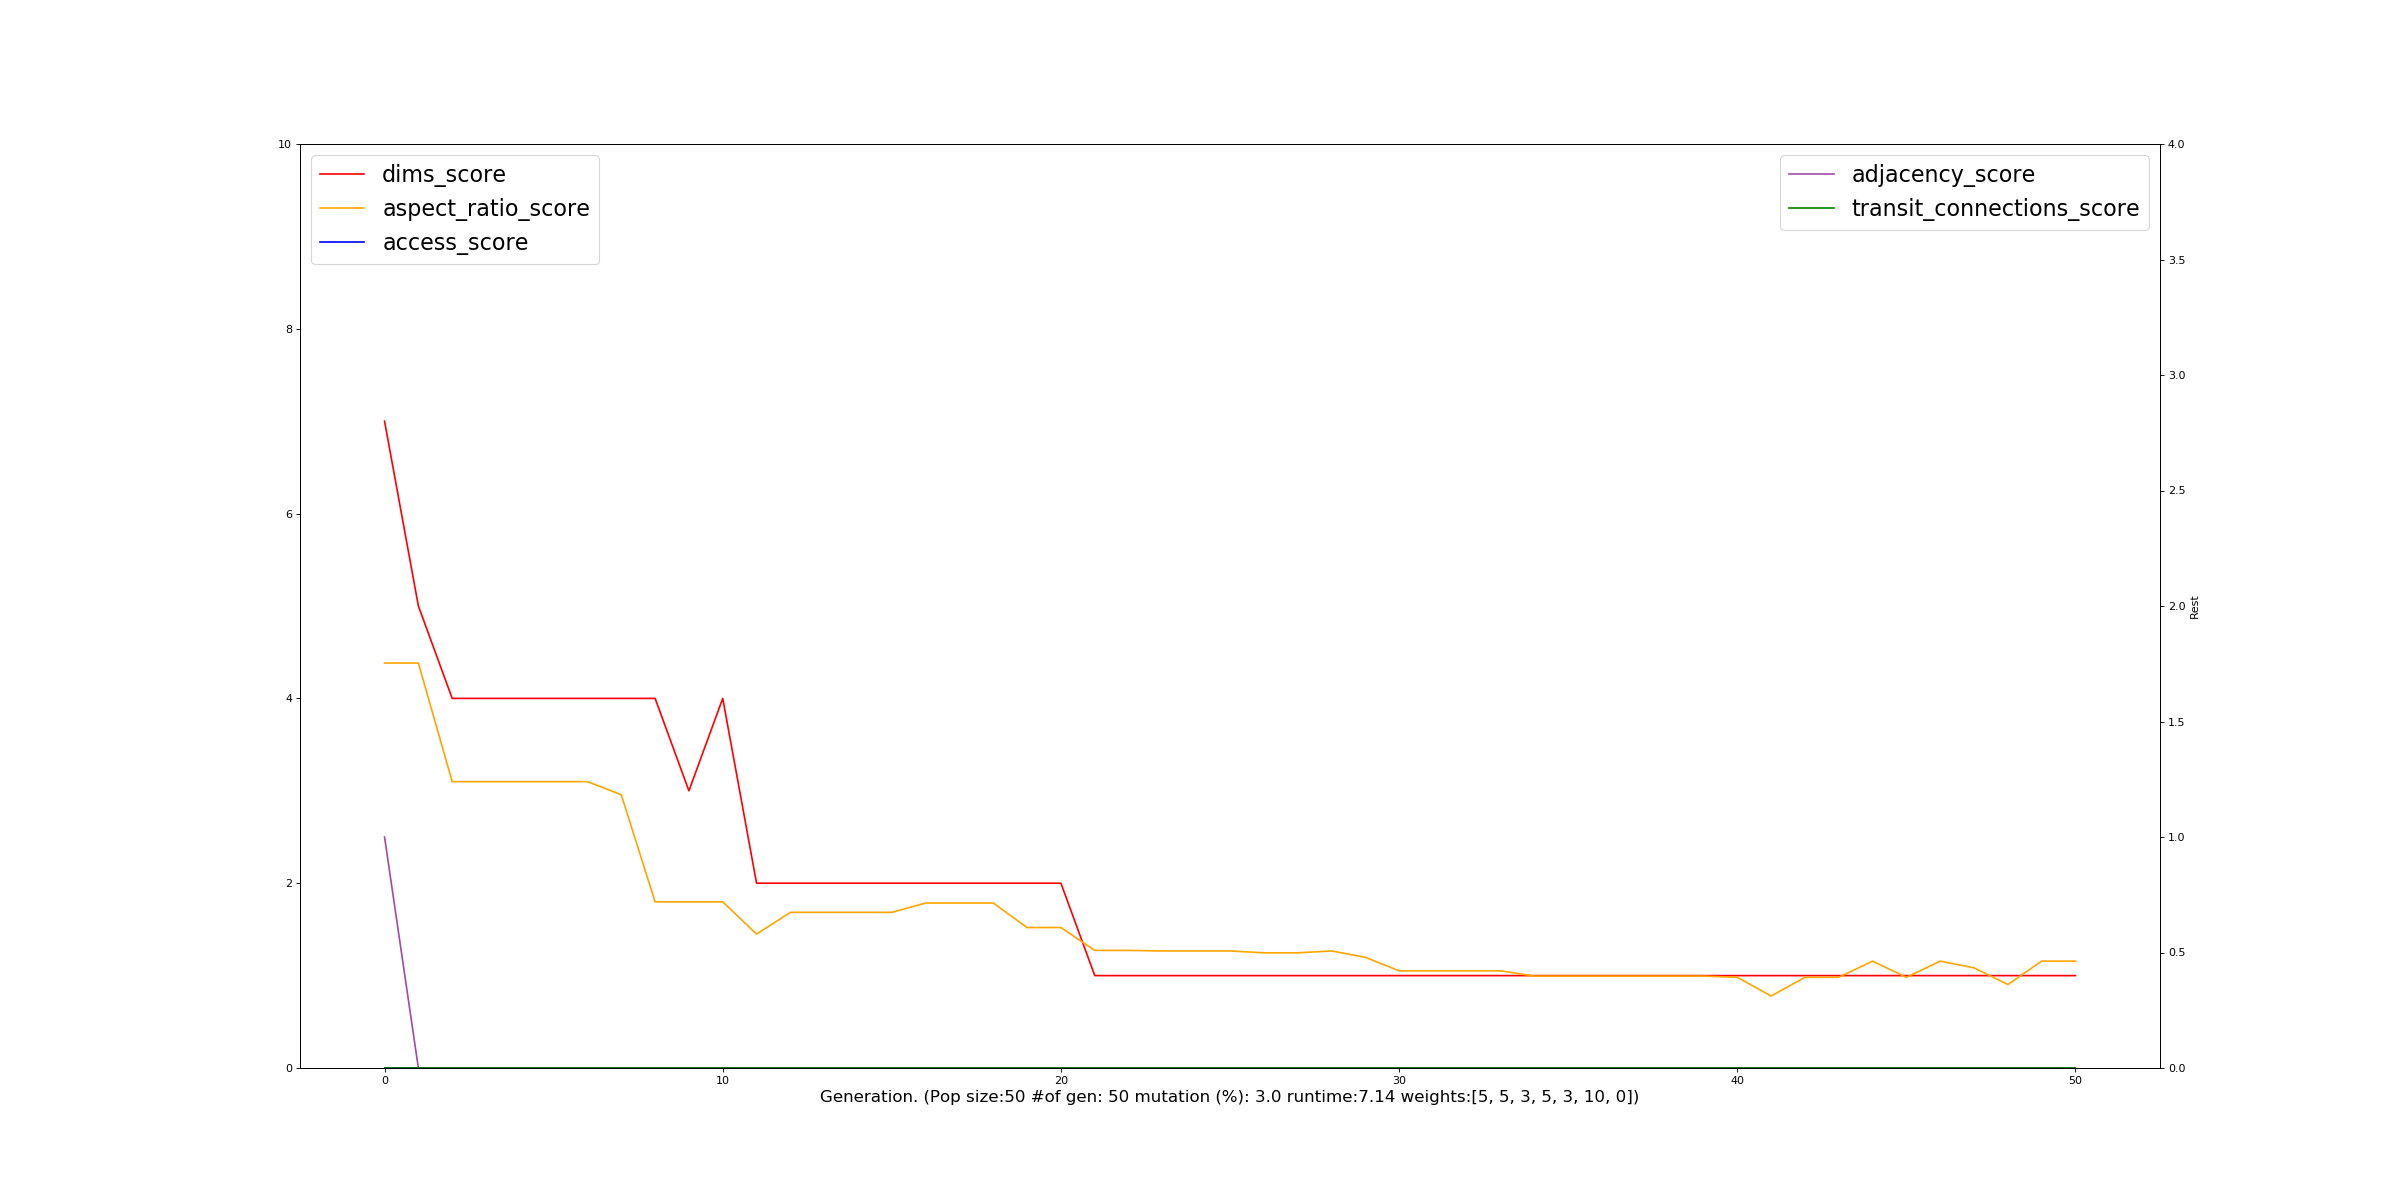 dims_score
aspect_ratio_score
access_score
adjacency_score
transit_connections_score
10
8
6
4
2
0
4.0
3.5
3.0
2.5
2.0
1.5
1.0
0.5
0.0
Rest
0 10 20 30 40 50
Generation. (Pop size:50 #of gen: 50 mutation (%): 3.0 runtime:7.14 weights:[5, 5, 3, 5, 3, 10, 0])